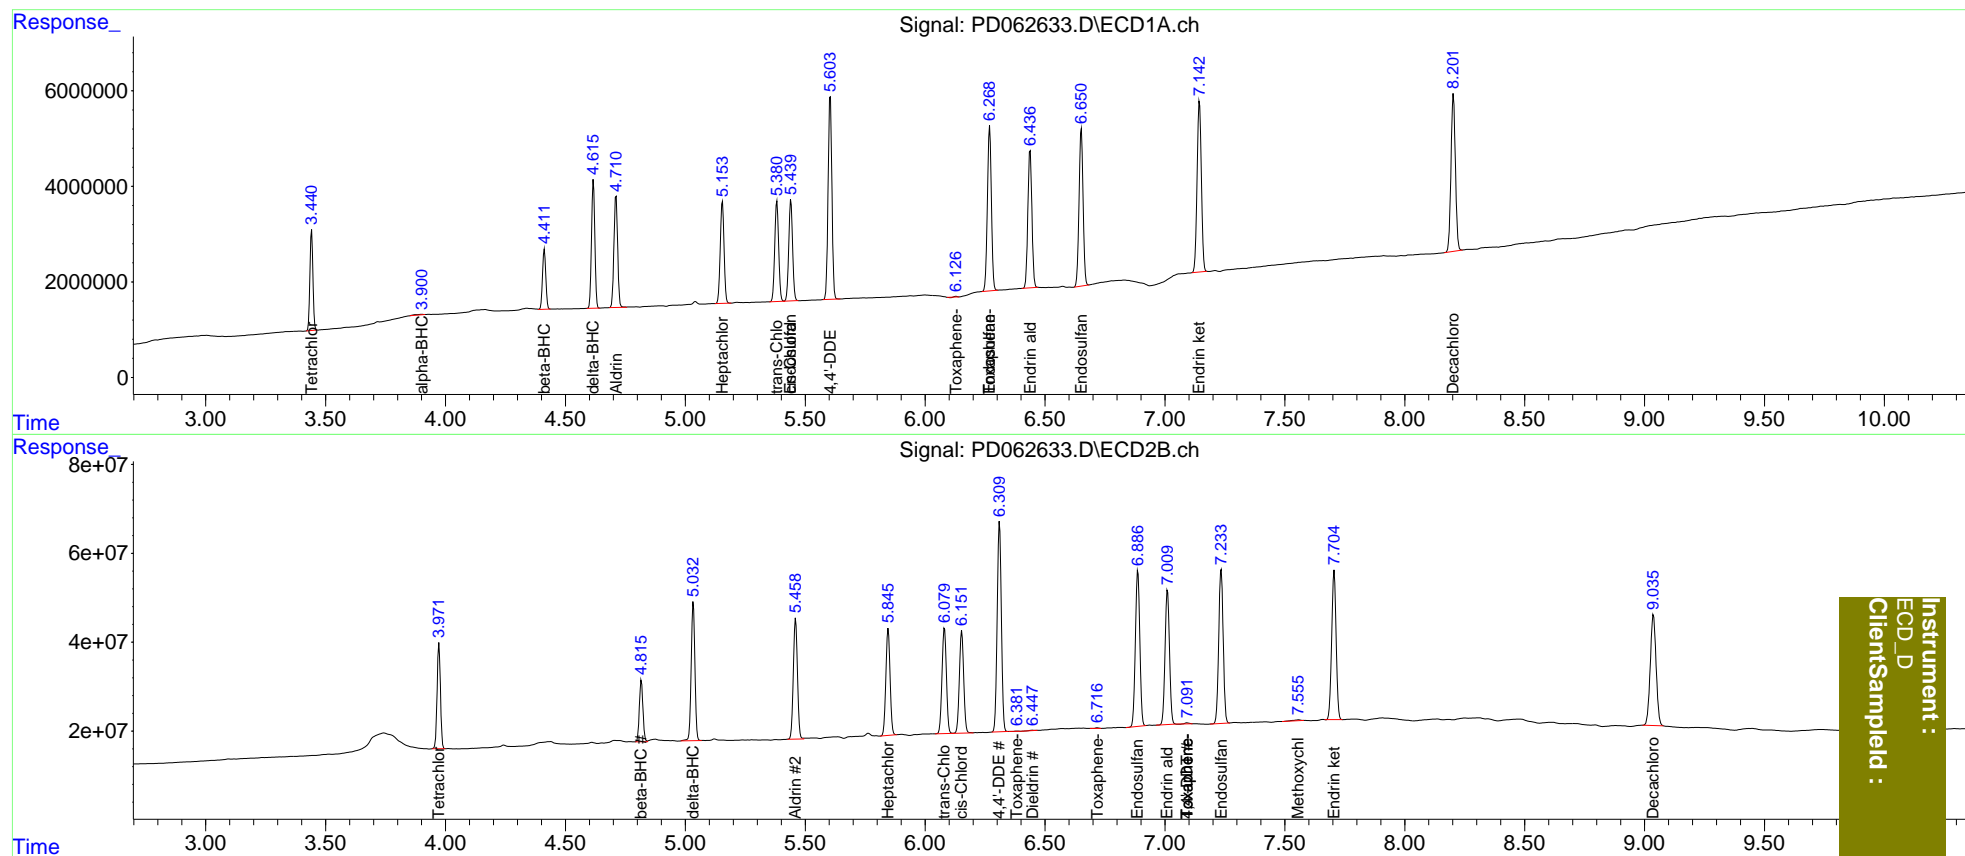 Response_
Signal: PD062633.D\ECD1A.ch
6000000
4000000
2000000
0
3.440
3.900
4.411
4.615
4.710
5.153
5.380
5.439
5.603
6.126
6.268
6.436
6.650
7.142
8.201
Tetrachlor
alpha-BHC
beta-BHC
delta-BHC
Aldrin
Heptachlor
trans-Chlo
4,4'-DDE
Toxaphene-
Endrin ald
Endosulfan
Endrin ket
Decachloro
3.00 3.50 4.00 4.50 5.00 5.50 6.00 6.50 7.00 7.50 8.00 8.50 9.00 9.50 10.00
Time
Response_
Signal: PD062633.D\ECD2B.ch
8e+07
6e+07
4e+07
2e+07
3.971
4.815
5.032
5.458
5.845
6.079
6.151
6.309
6.381
6.447
6.716
6.886
7.009
7.091
7.233
7.555
7.704
9.035
Tetrachlor
beta-BHC #
delta-BHC
Aldrin #2
Heptachlor
trans-Chlo
cis-Chlord
4,4'-DDE #
Toxaphene-
Dieldrin #
Toxaphene-
Endosulfan
Endrin ald
Endosulfan
Methoxychl
Endrin ket
Decachloro
3.00 3.50 4.00 4.50 5.00 5.50 6.00 6.50 7.00 7.50 8.00 8.50 9.00 9.50
Time
Instrument :
ECD_D
ClientSampleId :